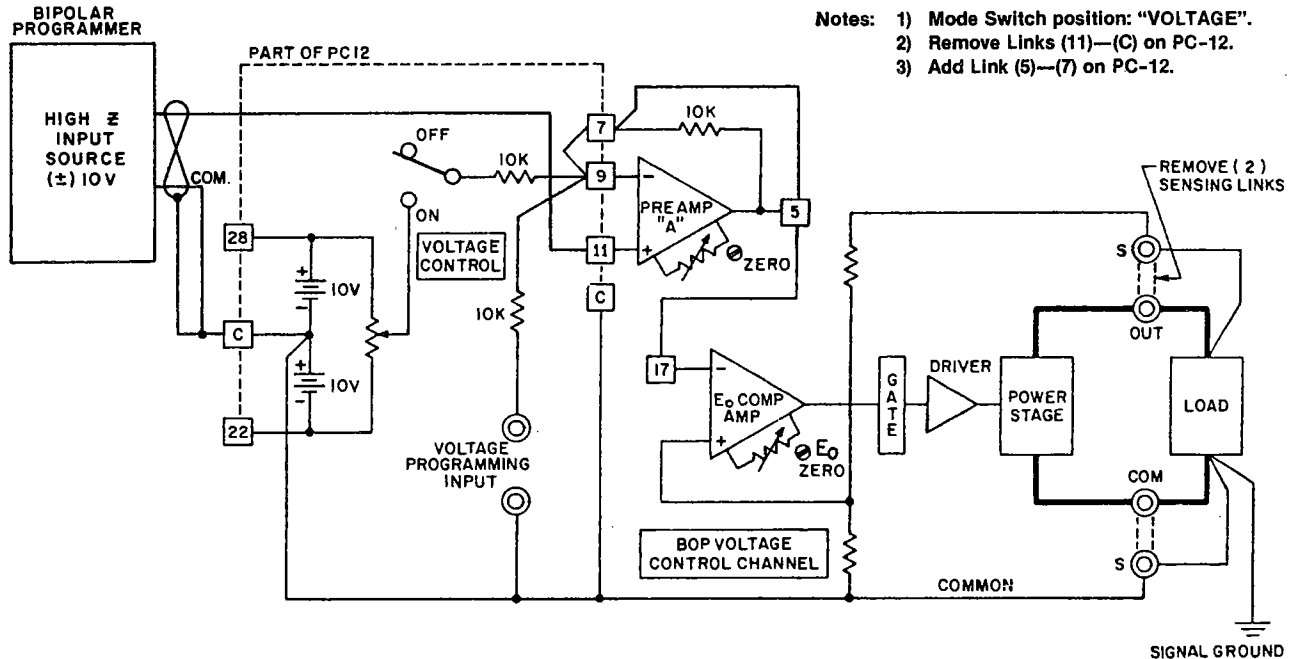 BIPOLAR
PROGRAMMER
Notes: 1) Mode Switch position: “VOLTAGE”.
2) Remove Links (11)—(C) on PC-12.
3) Add Link (5)—(7) on PC-12.
PART OF PC12
HIGH Z
INPUT
SOURCE
(±) 10V
COM.
OFF
10K
ON
VOLTAGE
CONTROL
28
+
-
10V
C
+
-
10V
22
10K
VOLTAGE
PROGRAMMING
INPUT
7
10K
9
-
PREAMP
"A"
5
11
+
ZERO
C
17
-
Eo COMP
AMP
+
Eo
ZERO
BOP VOLTAGE
CONTROL CHANNEL
GATE
DRIVER
POWER
STAGE
REMOVE (2)
SENSING LINKS
S
OUT
LOAD
COM
S
COMMON
SIGNAL GROUND